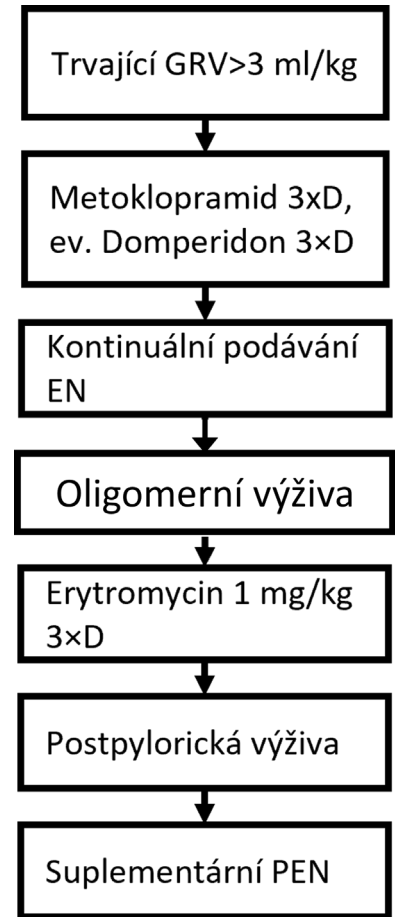 Trvající GRV>3 ml/kg
Metoklopramid 3xD,
ev. Domperidon 3×D
Kontinuální podávání
EN
Oligomerní výživa
Erytromycin 1 mg/kg
3×D
Postpylorická výživa
Suplementární PEN